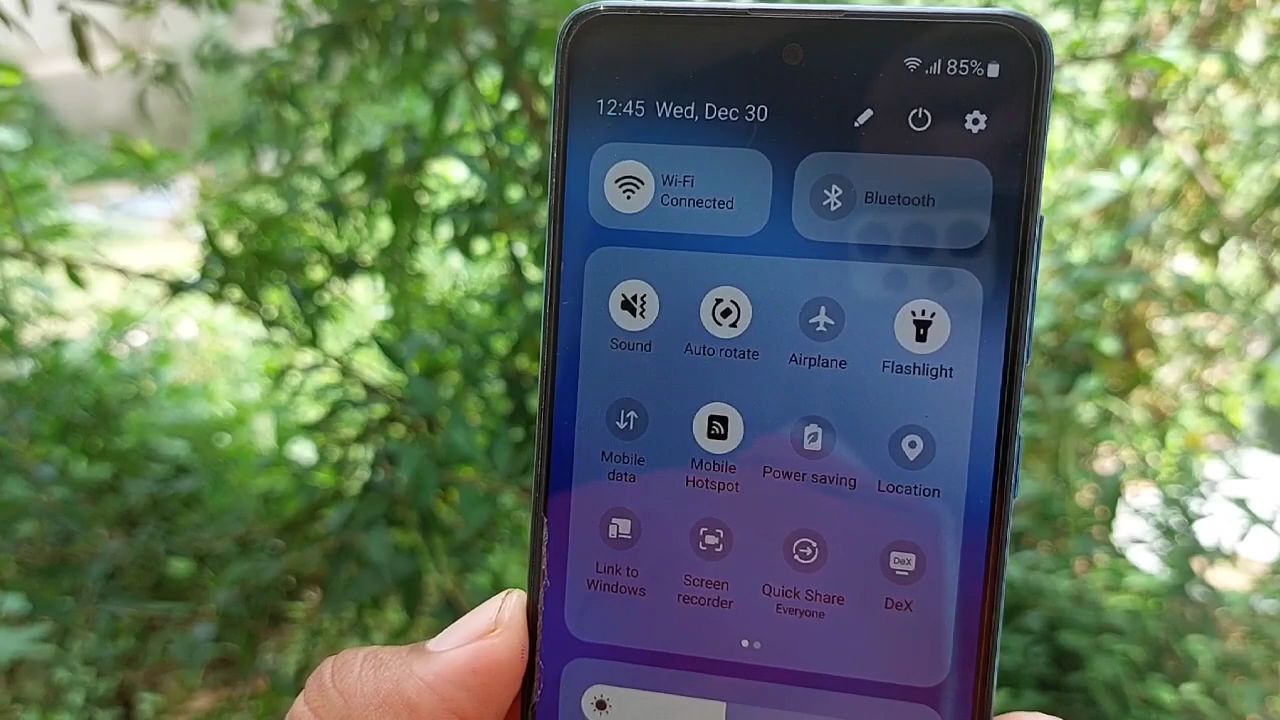 85%
12:45 Wed, Dec 30
Wi-Fi
Connected
Bluetooth
Sound
Auto rotate
Airplane
Flashlight
Mobile
data
Mobile
Hotspot
Power saving
Location
Link to
Windows
Screen
recorder
Quick Share
Everyone
DeX
DeX